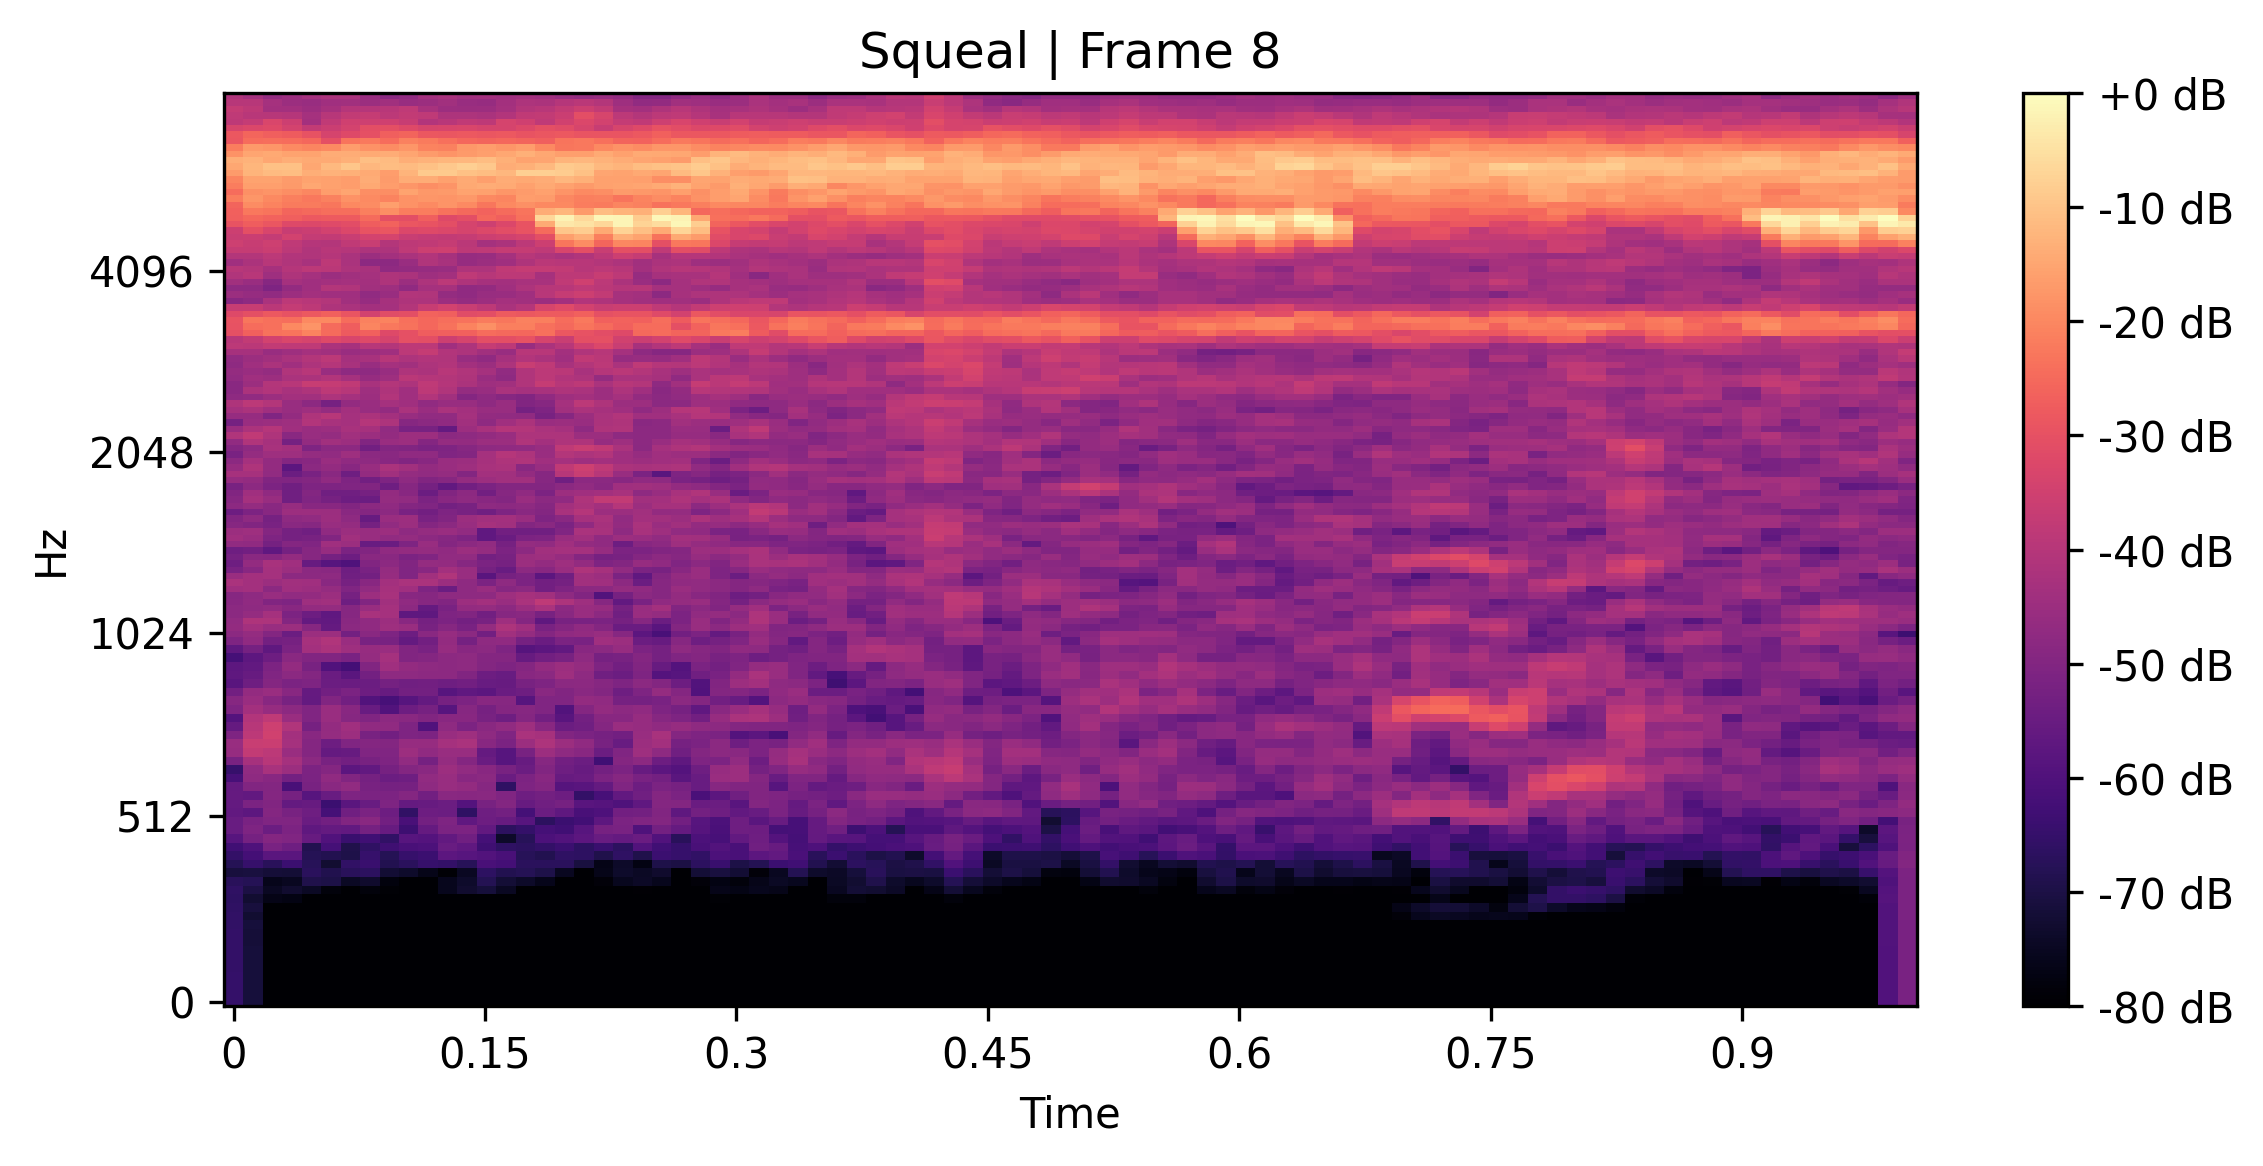 Squeal | Frame 8
+0 dB
-10 dB
-20 dB
-30 dB
-40 dB
-50 dB
-60 dB
-70 dB
-80 dB
Hz
4096
2048
1024
512
0
0 0.15 0.3 0.45 0.6 0.75 0.9
Time